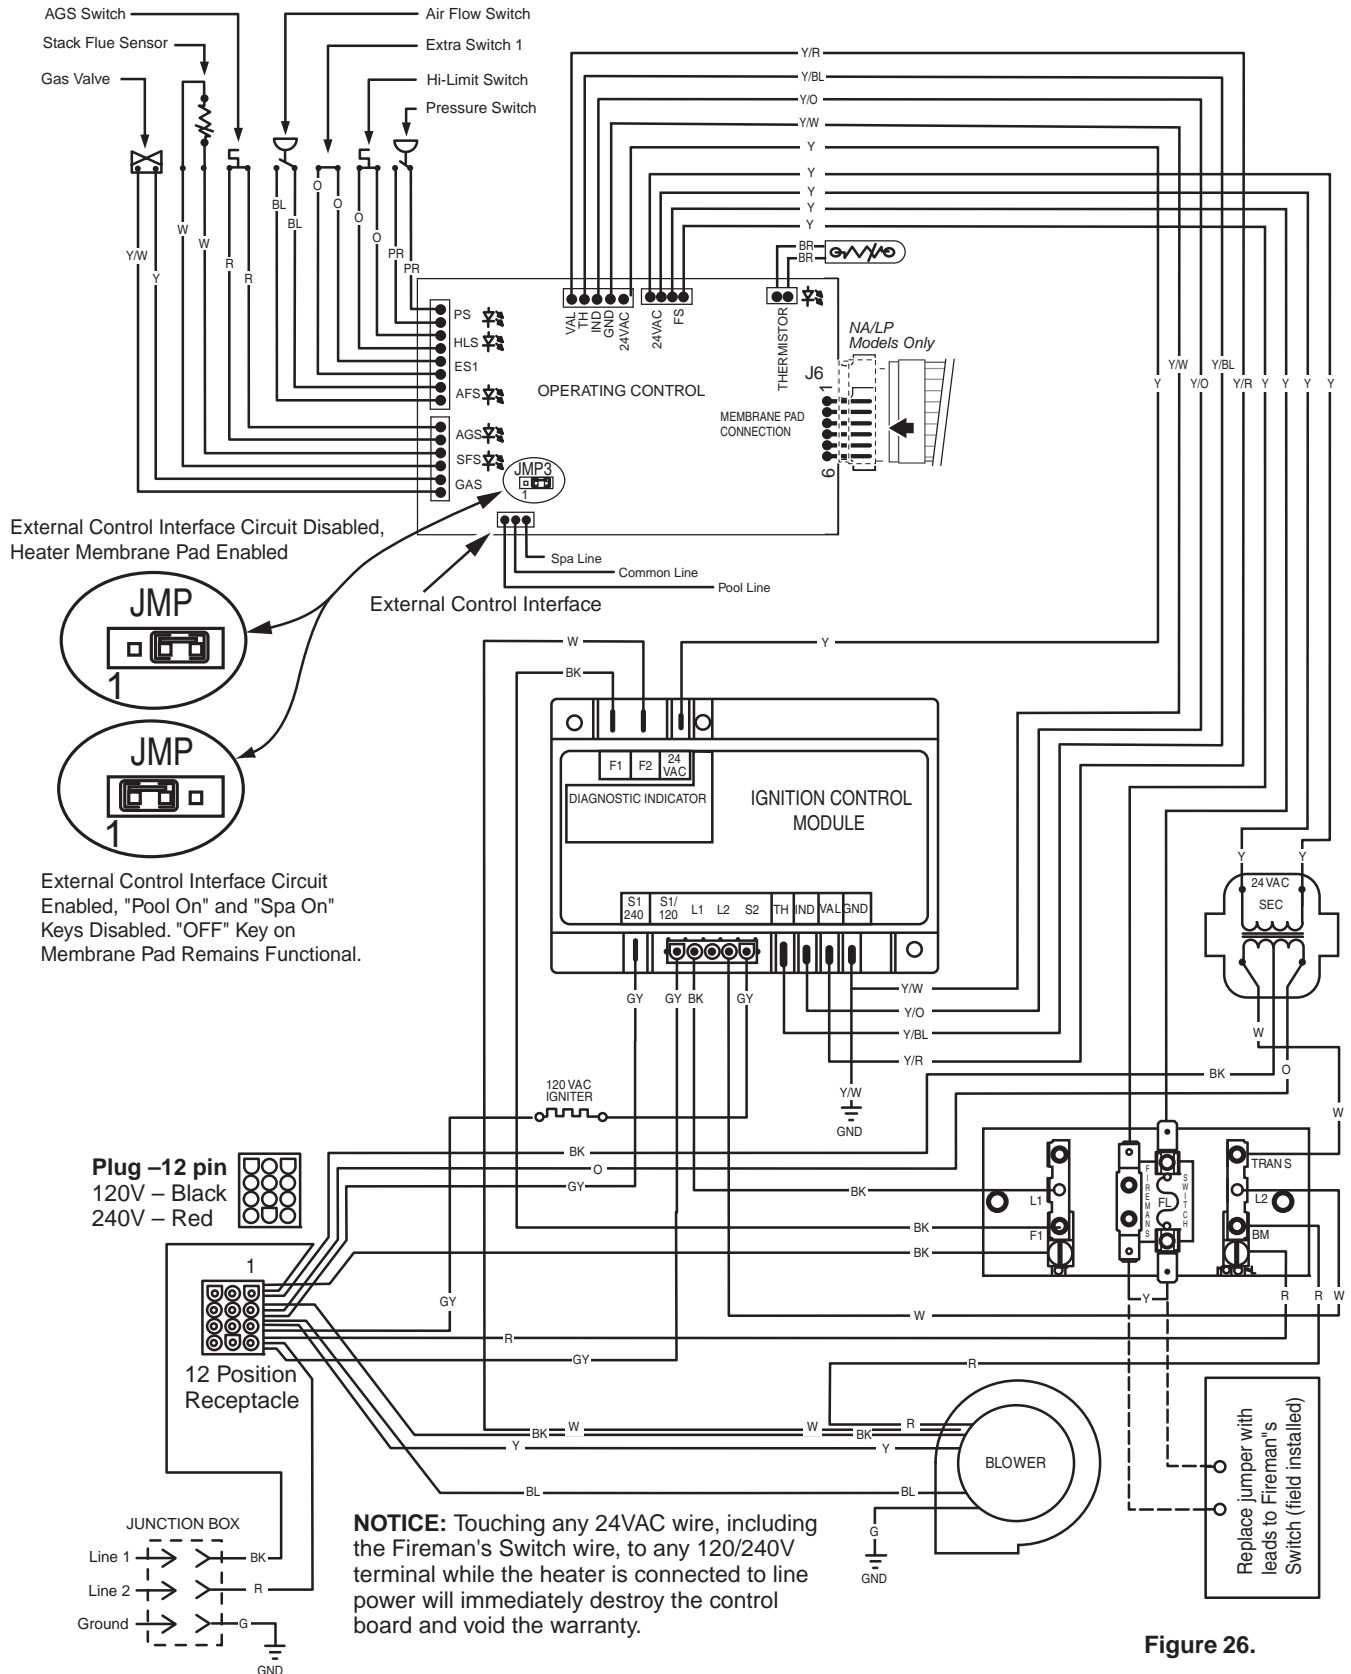 AGS Switch
Stack Flue Sensor
Gas Valve
Air Flow Switch
Extra Switch 1
Hi-Limit Switch
Pressure Switch
Y/R
Y/BL
Y/O
Y/W
Y
Y
Y
Y
Y
O
O
O
O
BL
BL
W
W
R
R
PR
PR
Y/W
Y
BR
BR
PS
HLS
ES1
AFS
AGS
SFS
GAS
VAL
TH
IND
GND
24VAC
24VAC
FS
THERMISTOR
OPERATING CONTROL
NA/LP
Models Only
J6
1
6
MEMBRANE PAD
CONNECTION
JMP3
1
Y
Y/W
Y/O
Y/BL
Y/R
Y
Y
Y
Y
External Control Interface Circuit Disabled,
Heater Membrane Pad Enabled
Spa Line
Common Line
Pool Line
External Control Interface
JMP
1
JMP
1
External Control Interface Circuit
Enabled, "Pool On" and "Spa On"
Keys Disabled. "OFF" Key on
Membrane Pad Remains Functional.
W
BK
Y
F1
F2
24
VAC
DIAGNOSTIC INDICATOR
IGNITION CONTROL
MODULE
S1
240
S1/
120
L1
L2
S2
TH
IND
VAL
GND
GY
GY
BK
GY
Y/W
Y/O
Y/BL
Y/R
Y/W
GND
Y
Y
24 VAC
SEC
W
BK
O
W
120 VAC
IGNITER
BK
O
GY
BK
BK
BK
Plug –12 pin
120V – Black
240V – Red
1
12 Position
Receptacle
GY
R
GY
W
L1
F1
FIREMANS
SWITCH
FL
TRANS
L2
BM
Y
R
R
W
R
W
BK
Y
BL
W
R
BK
Y
BL
BLOWER
G
GND
Replace jumper with
leads to Fireman"s
Switch (field installed)
JUNCTION BOX
Line 1
BK
Line 2
R
Ground
G
GND
NOTICE: Touching any 24VAC wire, including
the Fireman's Switch wire, to any 120/240V
terminal while the heater is connected to line
power will immediately destroy the control
board and void the warranty.
Figure 26.